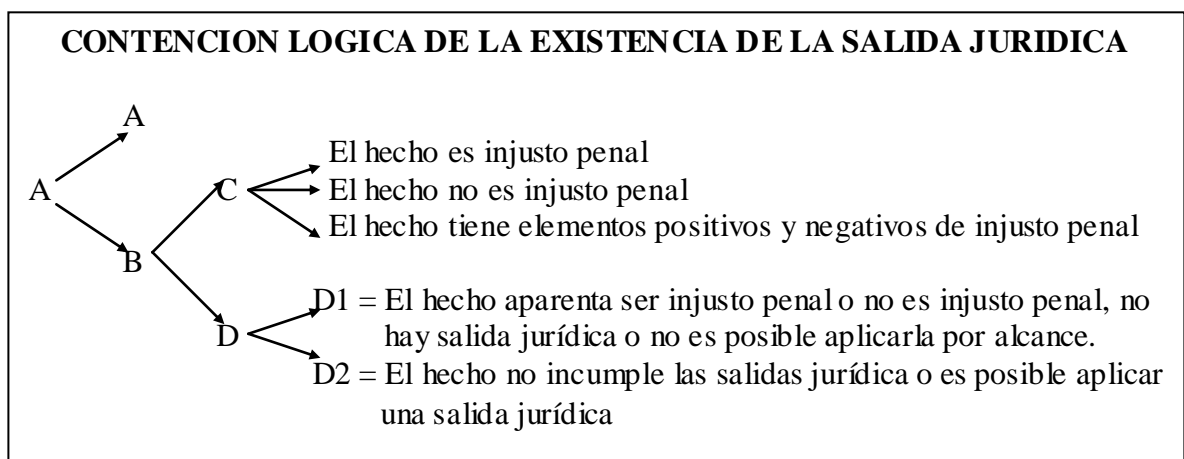 CONTENCION LOGICA DE LA EXISTENCIA DE LA SALIDA JURIDICA
A
El hecho es injusto penal
A
C
El hecho no es injusto penal
El hecho tiene elementos positivos y negativos de injusto penal
B
D1 = El hecho aparenta ser injusto penal o no es injusto penal, no
D
hay salida jurídica o no es posible aplicarla por alcance.
D2 = El hecho no incumple las salidas jurídica o es posible aplicar
una salida jurídica